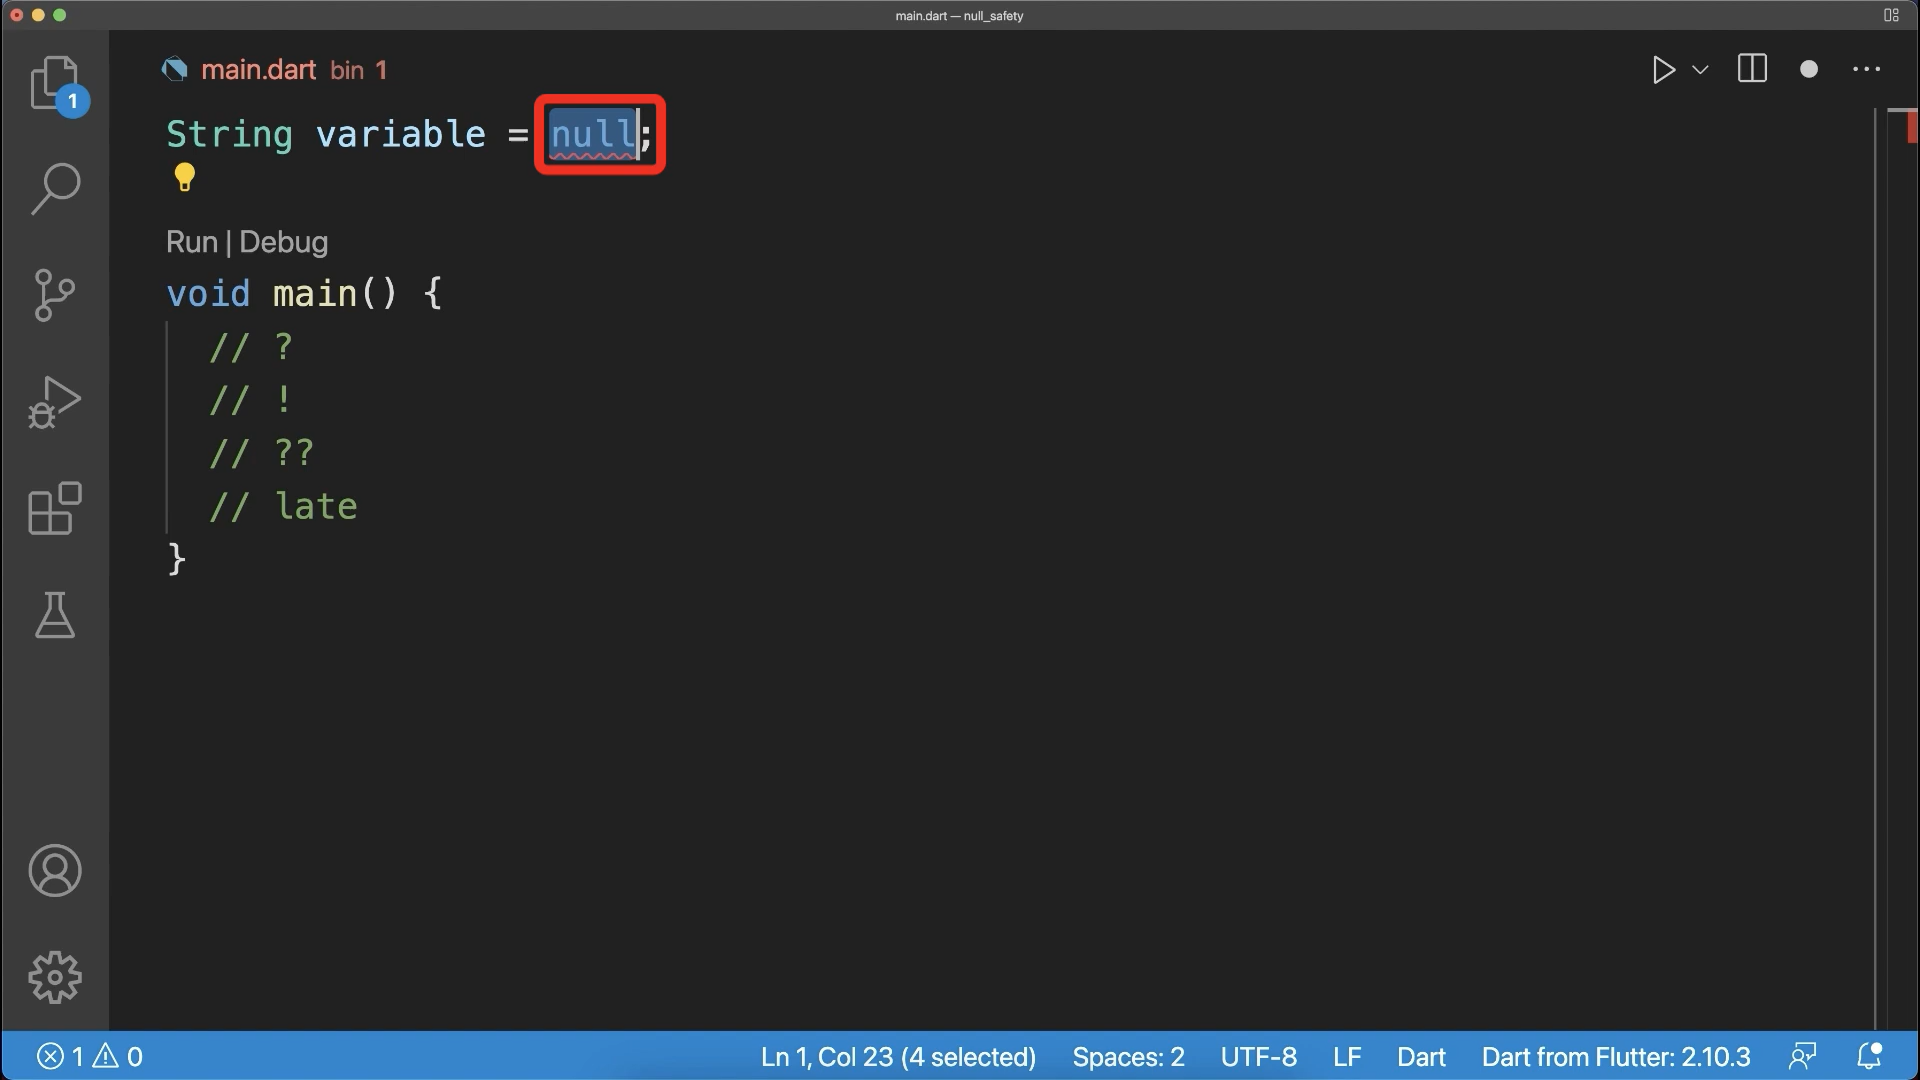 main.dart — null_safety
main.dart bin 1
1
String variable = null;
Run | Debug
void main() {
// ?
// !
// ??
// late
}
1 0 Ln 1, Col 23 (4 selected) Spaces: 2 UTF-8 LF Dart Dart from Flutter: 2.10.3